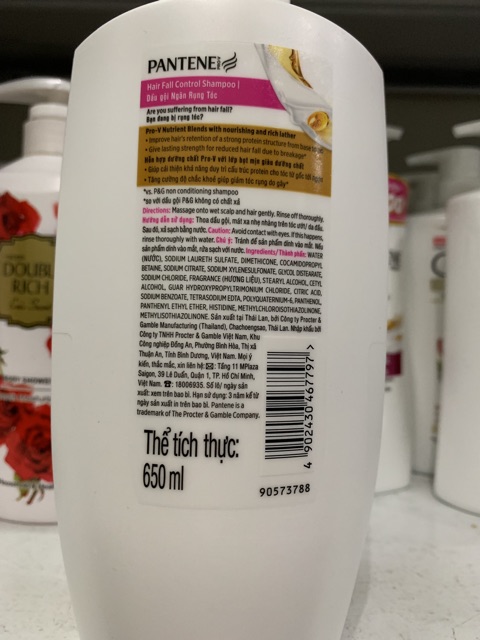 PANTENE
PRO-V
Hair Fall Control Shampoo |
Dầu gội Ngăn Rụng Tóc
Are you suffering from hair fall?
Bạn đang bị rụng tóc?
Pro-V Nutrient Blends with nourishing and rich lather
• Improve hair's retention of a strong protein structure from base to tip
• Give lasting strength for reduced hair fall due to breakage*
Hỗn hợp dưỡng chất Pro-V với lớp bọt mịn giàu dưỡng chất
• Giúp cải thiện khả năng duy trì cấu trúc protein cho tóc từ gốc tới ngọn
• Tăng cường độ chắc khoẻ giúp giảm tóc rụng do gãy*
*vs. P&G non conditioning shampoo
*so với dầu gội P&G không có chất xả
Directions: Massage onto wet scalp and hair gently. Rinse off thoroughly.
Hướng dẫn sử dụng: Thoa dầu gội, mát xa nhẹ nhàng trên tóc ướt/ da đầu.
Sau đó, xả sạch bằng nước. Caution: Avoid contact with eyes. If this happens,
rinse thoroughly with water. Chú ý: Tránh để sản phẩm dính vào mắt. Nếu
sản phẩm dính vào mắt, rửa sạch với nước. Ingredients/ Thành phần: WATER
(NƯỚC), SODIUM LAURETH SULFATE, DIMETHICONE, COCAMIDOPROPYL
BETAINE, SODIUM CITRATE, SODIUM XYLENESULFONATE, GLYCOL DISTEARATE,
SODIUM CHLORIDE, FRAGRANCE (HƯƠNG LIỆU), STEARYL ALCOHOL, CETYL
ALCOHOL, GUAR HYDROXYPROPYLTRIMONIUM CHLORIDE, CITRIC ACID,
SODIUM BENZOATE, TETRASODIUM EDTA, POLYQUATERNIUM-6, PANTHENOL,
PANTHENYL ETHYL ETHER, HISTIDINE, METHYLCHLOROISOTHIAZOLINONE,
METHYLISOTHIAZOLINONE. Sản xuất tại Thái Lan, bởi Công ty Procter &
Gamble Manufacturing (Thailand), Chachoengsao, Thái Lan. Nhập khẩu bởi
Công ty TNHH Procter & Gamble Việt Nam, Khu
Công nghiệp Đồng An, Phường Bình Hòa, Thị xã
Thuận An, Tỉnh Bình Dương, Việt Nam. Mọi ý
kiến, thắc mắc, xin liên hệ: Tầng 11 MPlaza
Saigon, 39 Lê Duẩn, Quận 1, TP. Hồ Chí Minh,
Việt Nam. ☎: 18006935. Số lô/ ngày sản
xuất: xem trên bao bì. Hạn sử dụng: 3 năm kể từ
ngày sản xuất in trên bao bì. Pantene is a
trademark of The Procter & Gamble Company.
Thể tích thực:
650 ml
4 902430 467797 >
90573788
DOUBLE
RICH